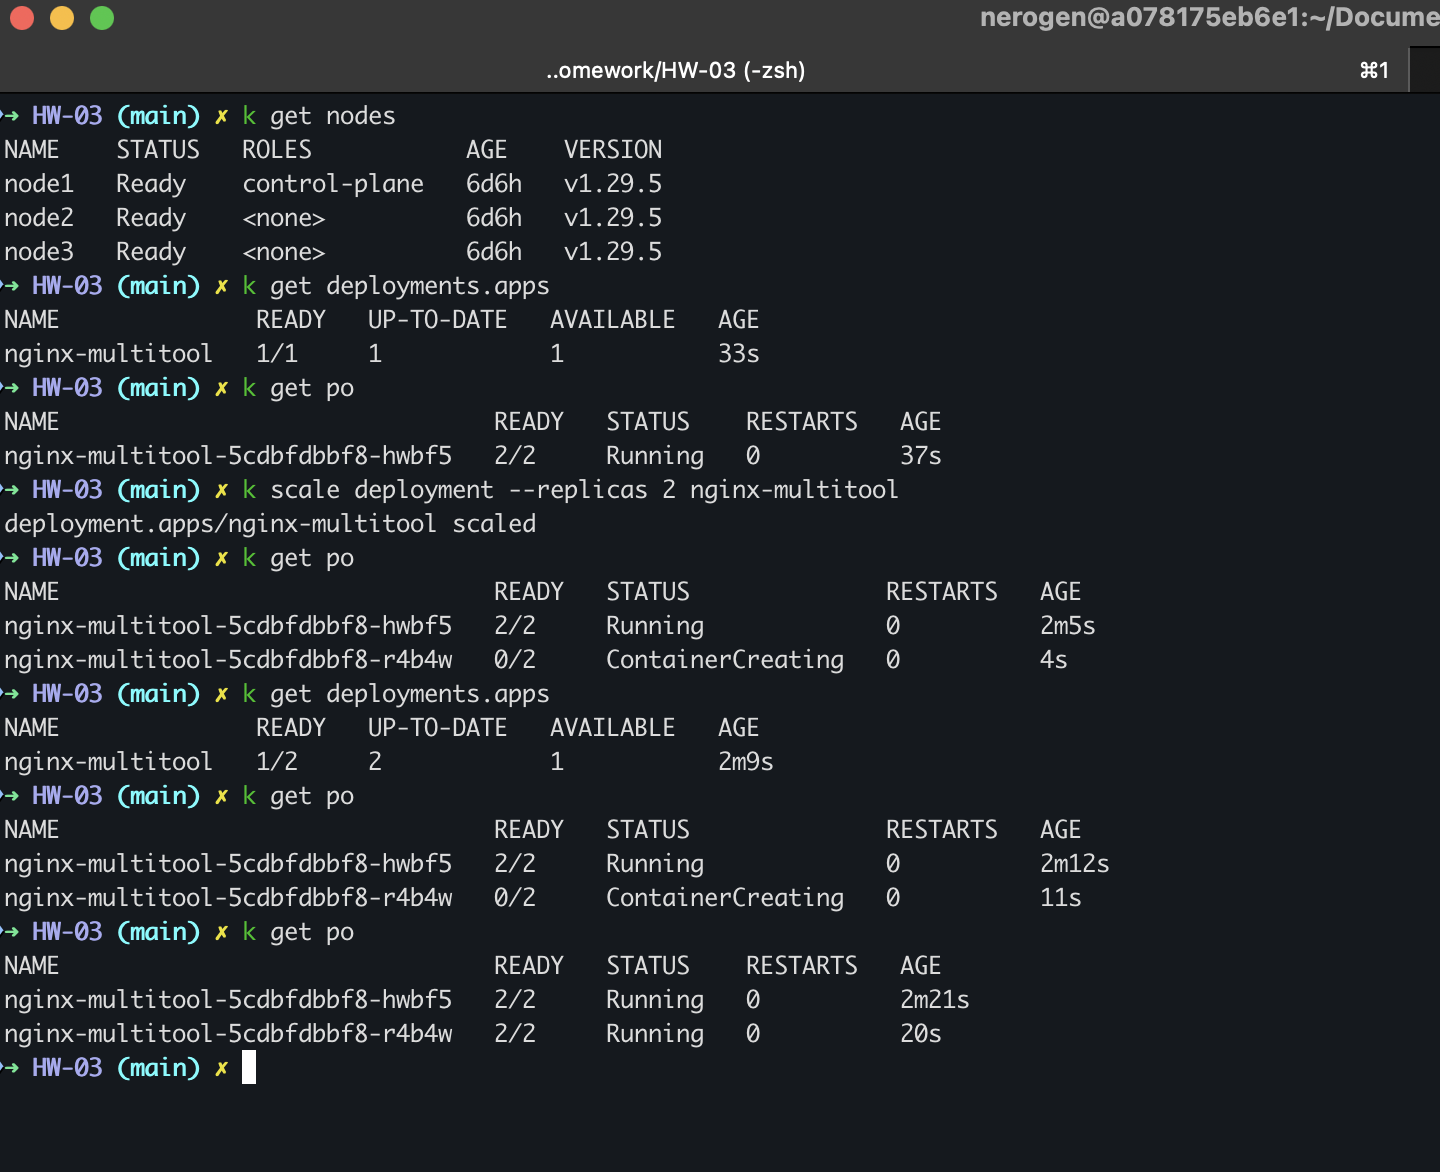 nerogen@a078175eb6e1:~/Docume
..omework/HW-03 (-zsh) ⌘1
→ HW-03 (main) ✗ k get nodes
NAME STATUS ROLES AGE VERSION
node1 Ready control-plane 6d6h v1.29.5
node2 Ready <none> 6d6h v1.29.5
node3 Ready <none> 6d6h v1.29.5
→ HW-03 (main) ✗ k get deployments.apps
NAME READY UP-TO-DATE AVAILABLE AGE
nginx-multitool 1/1 1 1 33s
→ HW-03 (main) ✗ k get po
NAME READY STATUS RESTARTS AGE
nginx-multitool-5cdbfdbbf8-hwbf5 2/2 Running 0 37s
→ HW-03 (main) ✗ k scale deployment --replicas 2 nginx-multitool
deployment.apps/nginx-multitool scaled
→ HW-03 (main) ✗ k get po
NAME READY STATUS RESTARTS AGE
nginx-multitool-5cdbfdbbf8-hwbf5 2/2 Running 0 2m5s
nginx-multitool-5cdbfdbbf8-r4b4w 0/2 ContainerCreating 0 4s
→ HW-03 (main) ✗ k get deployments.apps
NAME READY UP-TO-DATE AVAILABLE AGE
nginx-multitool 1/2 2 1 2m9s
→ HW-03 (main) ✗ k get po
NAME READY STATUS RESTARTS AGE
nginx-multitool-5cdbfdbbf8-hwbf5 2/2 Running 0 2m12s
nginx-multitool-5cdbfdbbf8-r4b4w 0/2 ContainerCreating 0 11s
→ HW-03 (main) ✗ k get po
NAME READY STATUS RESTARTS AGE
nginx-multitool-5cdbfdbbf8-hwbf5 2/2 Running 0 2m21s
nginx-multitool-5cdbfdbbf8-r4b4w 2/2 Running 0 20s
→ HW-03 (main) ✗